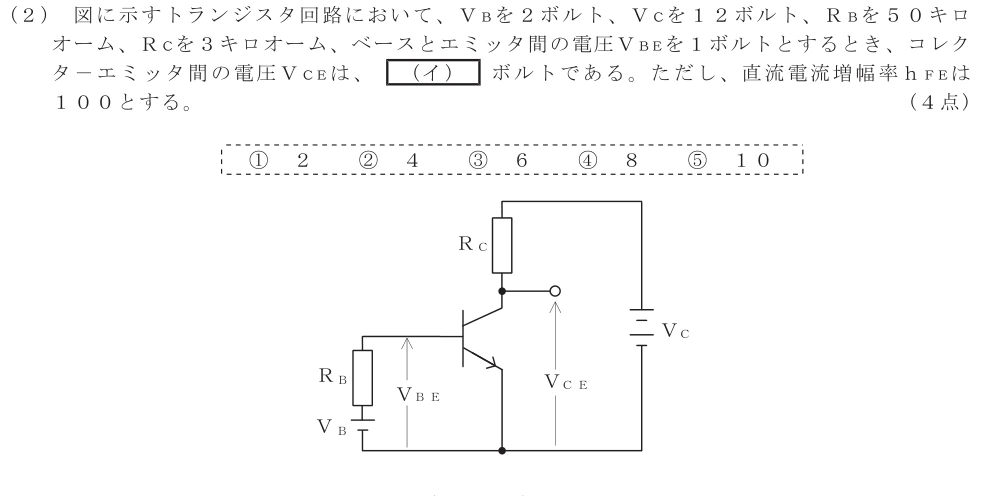 (2) 図に示すトランジスタ回路において、VBを2ボルト、VCを12ボルト、RBを50キロ
オーム、RCを3キロオーム、ベースとエミッタ間の電圧VBEを1ボルトとするとき、コレク
タ−エミッタ間の電圧VCEは、 (イ) ボルトである。ただし、直流電流増幅率hFEは
100とする。 (4点)
① 2 ② 4 ③ 6 ④ 8 ⑤ 10
RC
VC
RB
VBE
VCE
VB